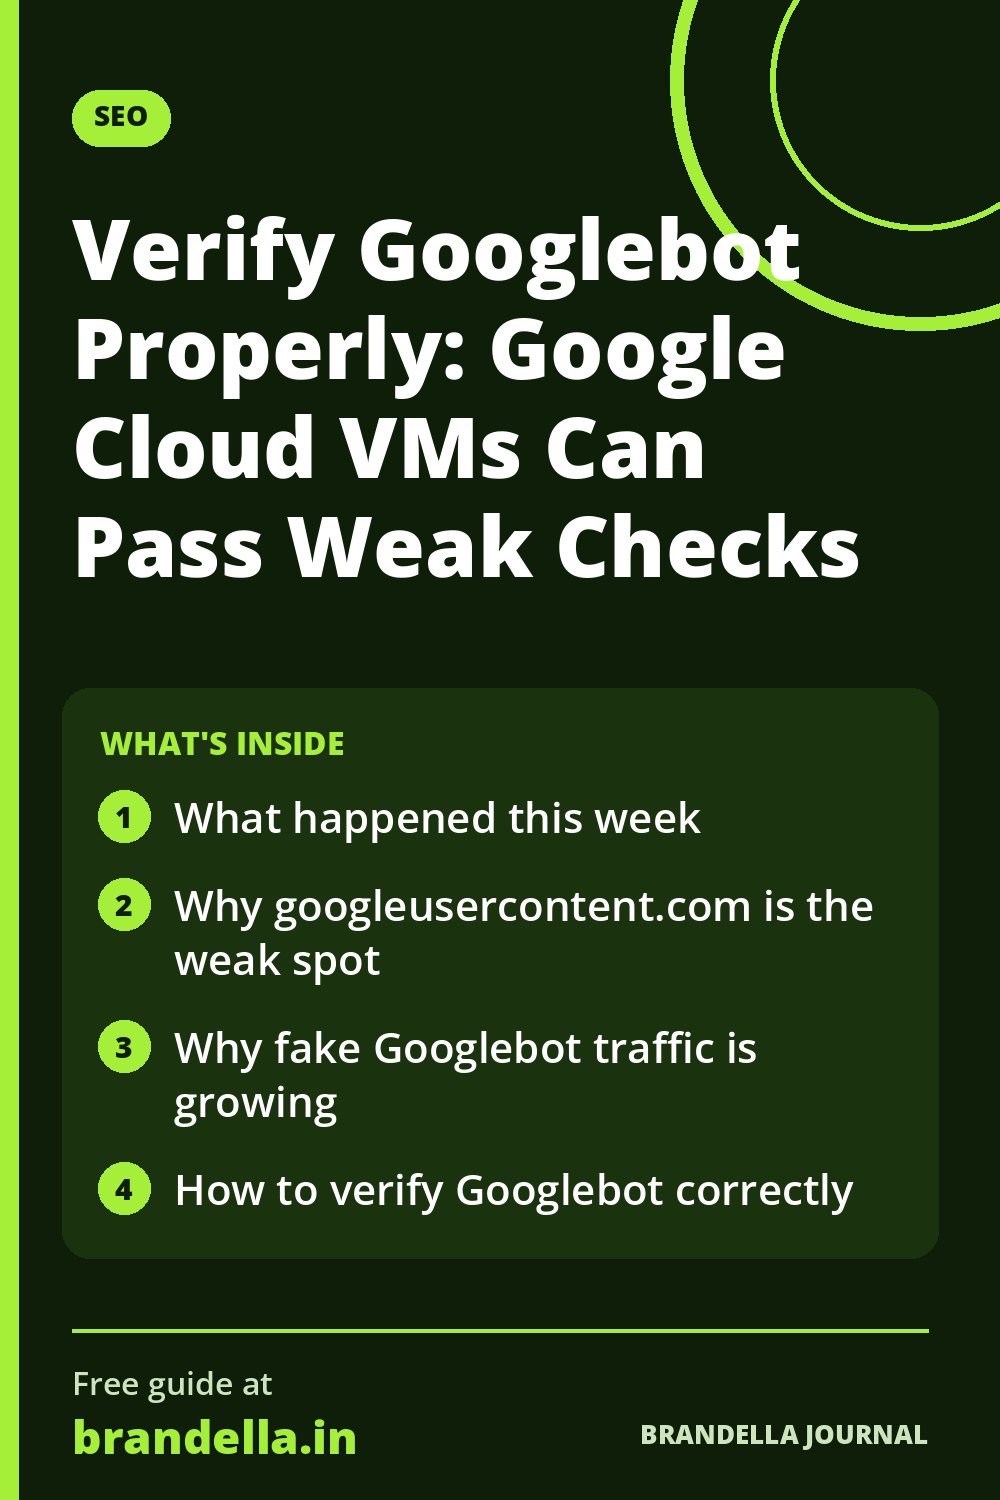 SEO
Verify Googlebot
Properly: Google
Cloud VMs Can
Pass Weak Checks
WHAT'S INSIDE
1 What happened this week
2 Why googleusercontent.com is the
weak spot
3 Why fake Googlebot traffic is
growing
4 How to verify Googlebot correctly
Free guide at
brandella.in
BRANDELLA JOURNAL